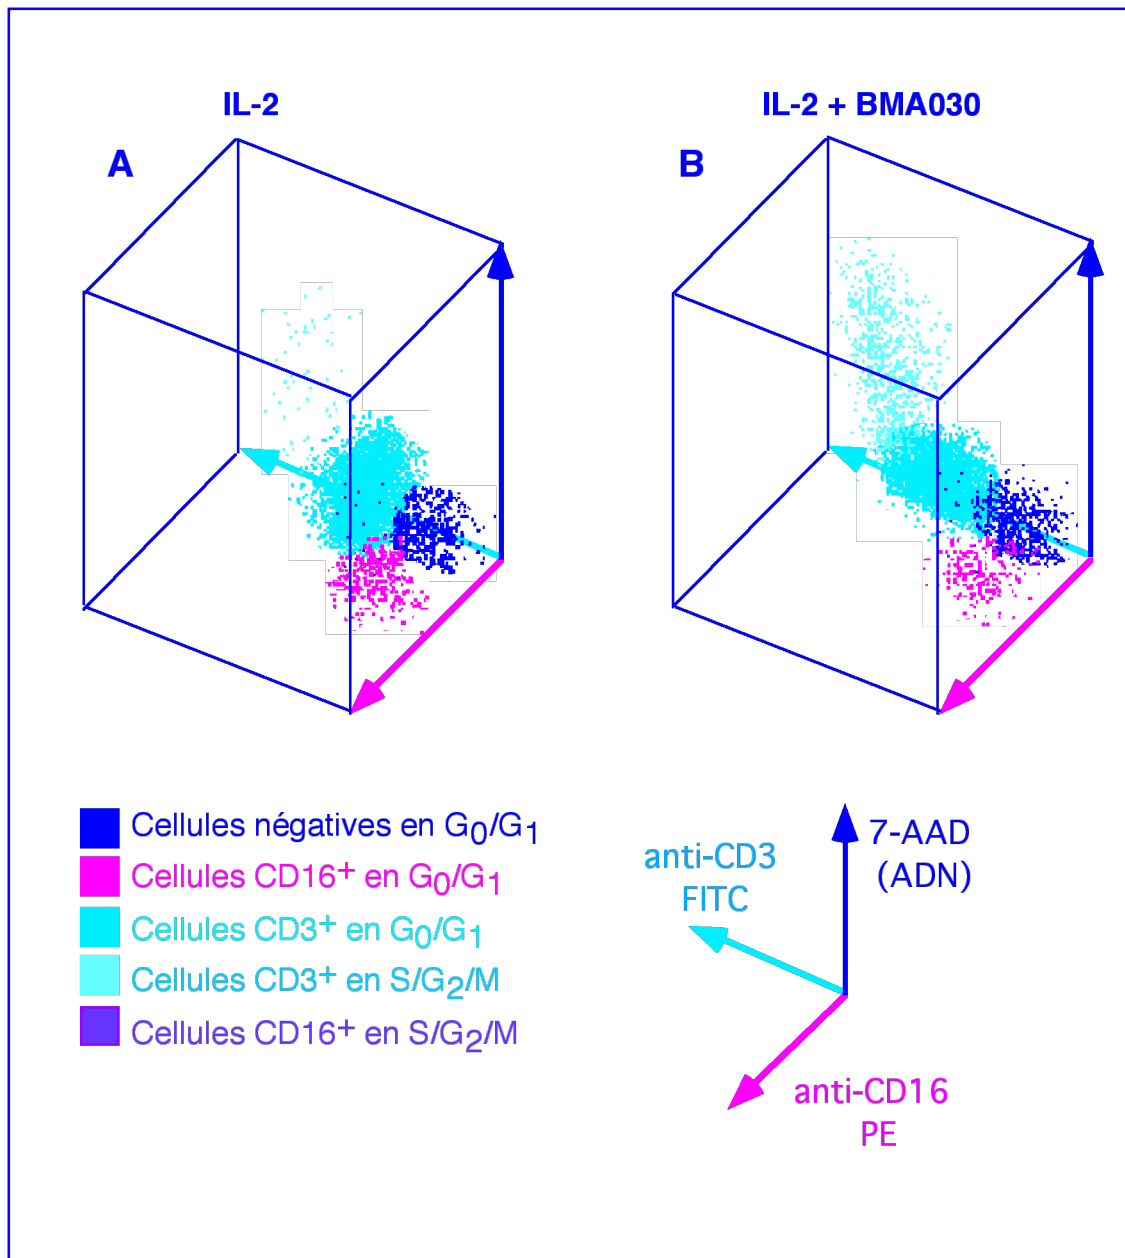 IL-2
IL-2 + BMA030
A
B
Cellules négatives en G0/G1
Cellules CD16+ en G0/G1
Cellules CD3+ en G0/G1
Cellules CD3+ en S/G2/M
Cellules CD16+ en S/G2/M
7-AAD
(ADN)
anti-CD3
FITC
anti-CD16
PE